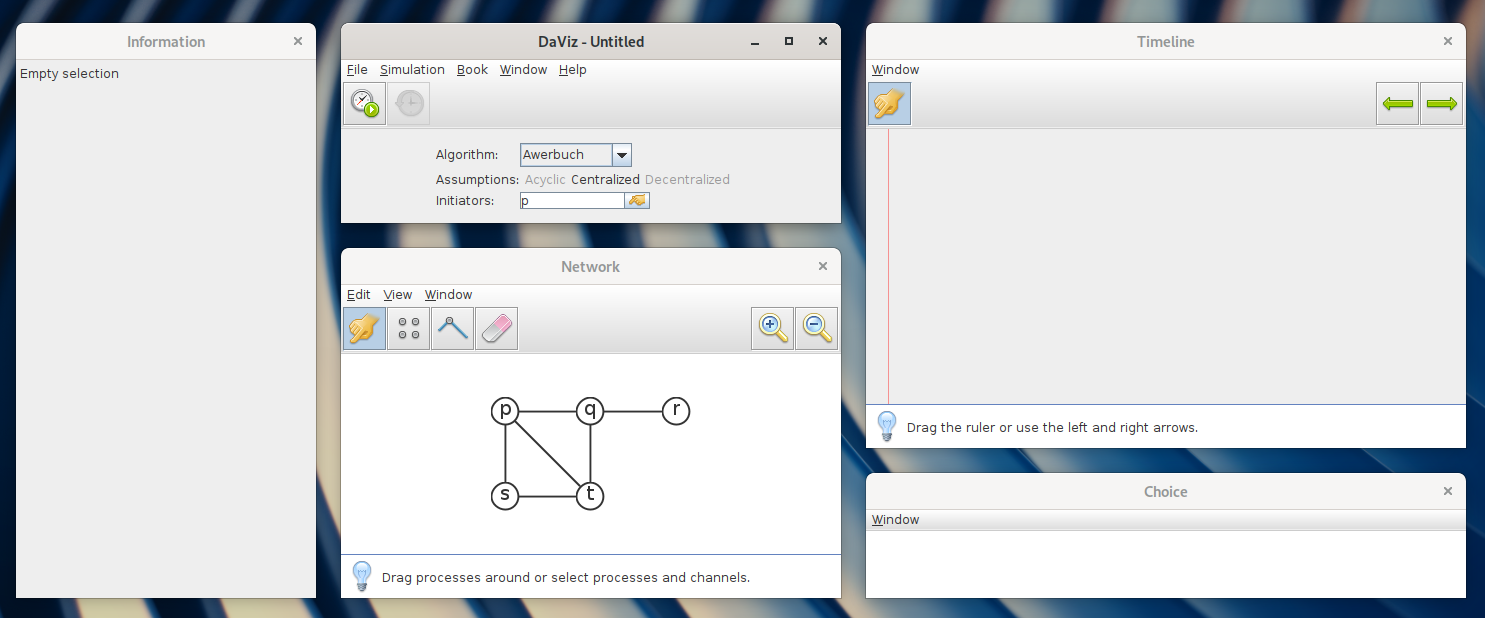 Information
Empty selection
DaViz - Untitled
File Simulation Book Window Help
Algorithm: Awerbuch
Assumptions: Acyclic Centralized Decentralized
Initiators: p
Network
Edit View Window
p q r
s t
Drag processes around or select processes and channels.
Timeline
Window
Drag the ruler or use the left and right arrows.
Choice
Window